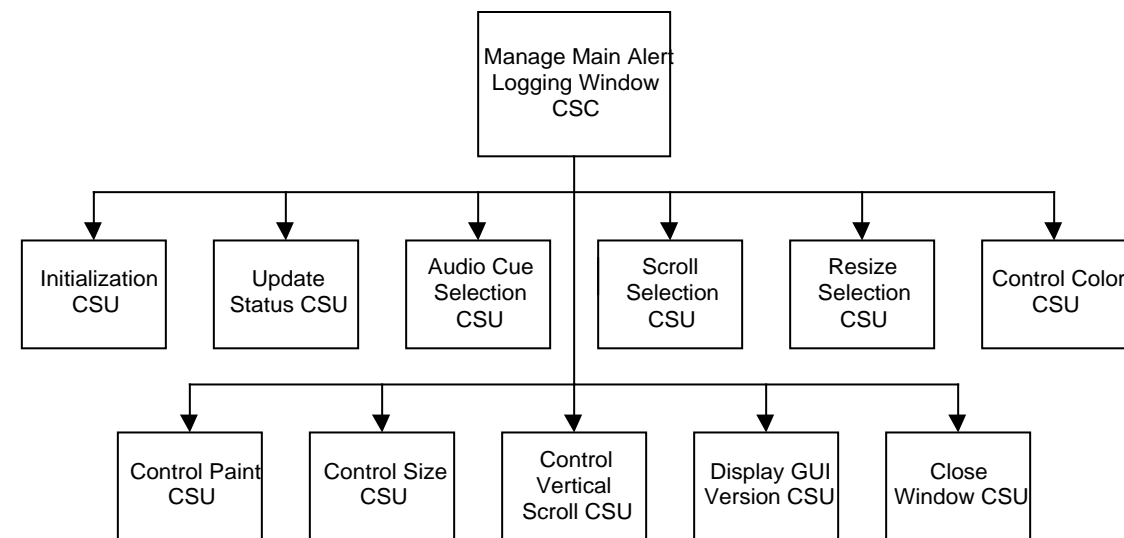 Manage Main Alert
Logging Window
CSC
Initialization
CSU
Update
Status CSU
Audio Cue
Selection
CSU
Scroll
Selection
CSU
Resize
Selection
CSU
Control Color
CSU
Control Paint
CSU
Control Size
CSU
Control
Vertical
Scroll CSU
Display GUI
Version CSU
Close
Window CSU